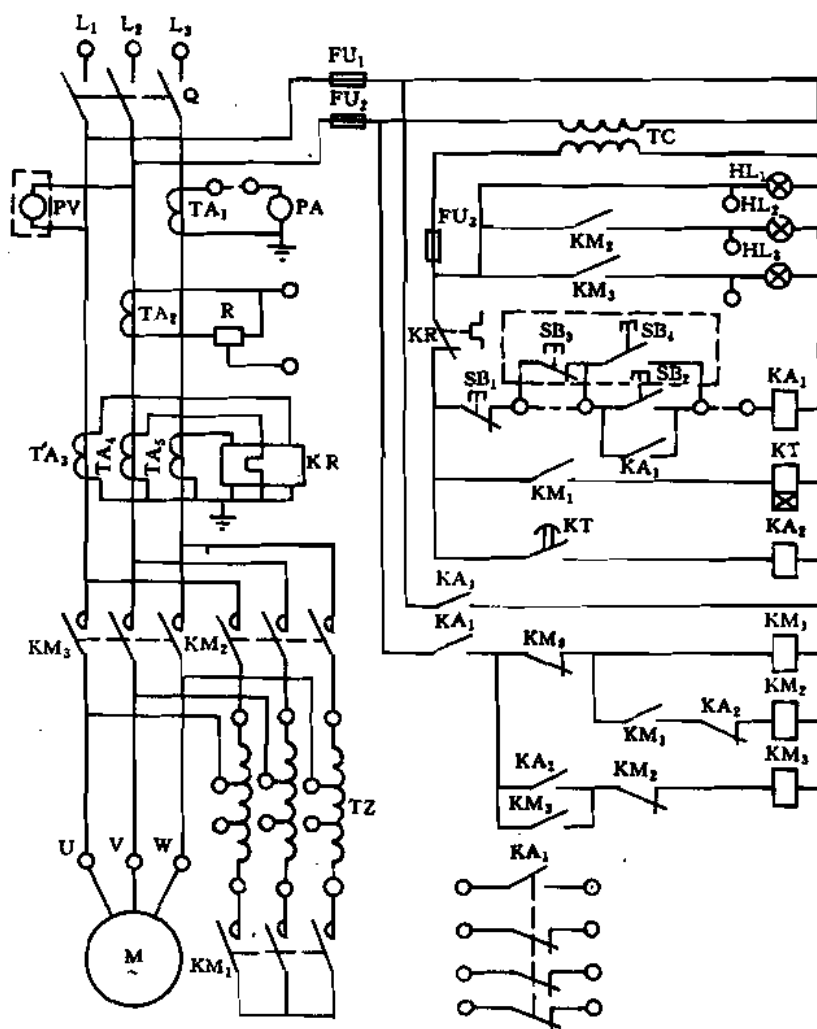 L₁ L₂ L₃
FU₁
Q
FU₂
TC
HL₁
PV
TA₁
PA
HL₂
FU₃
KM₂
HL₃
TA₂
R
KM₃
KR
SB₃
SB₄
SB₁
SB₂
KA₁
T'A₃
TA₄
TA₅
KR
KA₁
KT
KM₁
KT
KA₂
KA₁
KA₁
KM₃
KM₂
KM₃
KM₁
KM₂
KM₁
KA₂
KA₂
KM₂
KM₃
TZ
KM₃
U V W
KA₁
M
~
KM₁